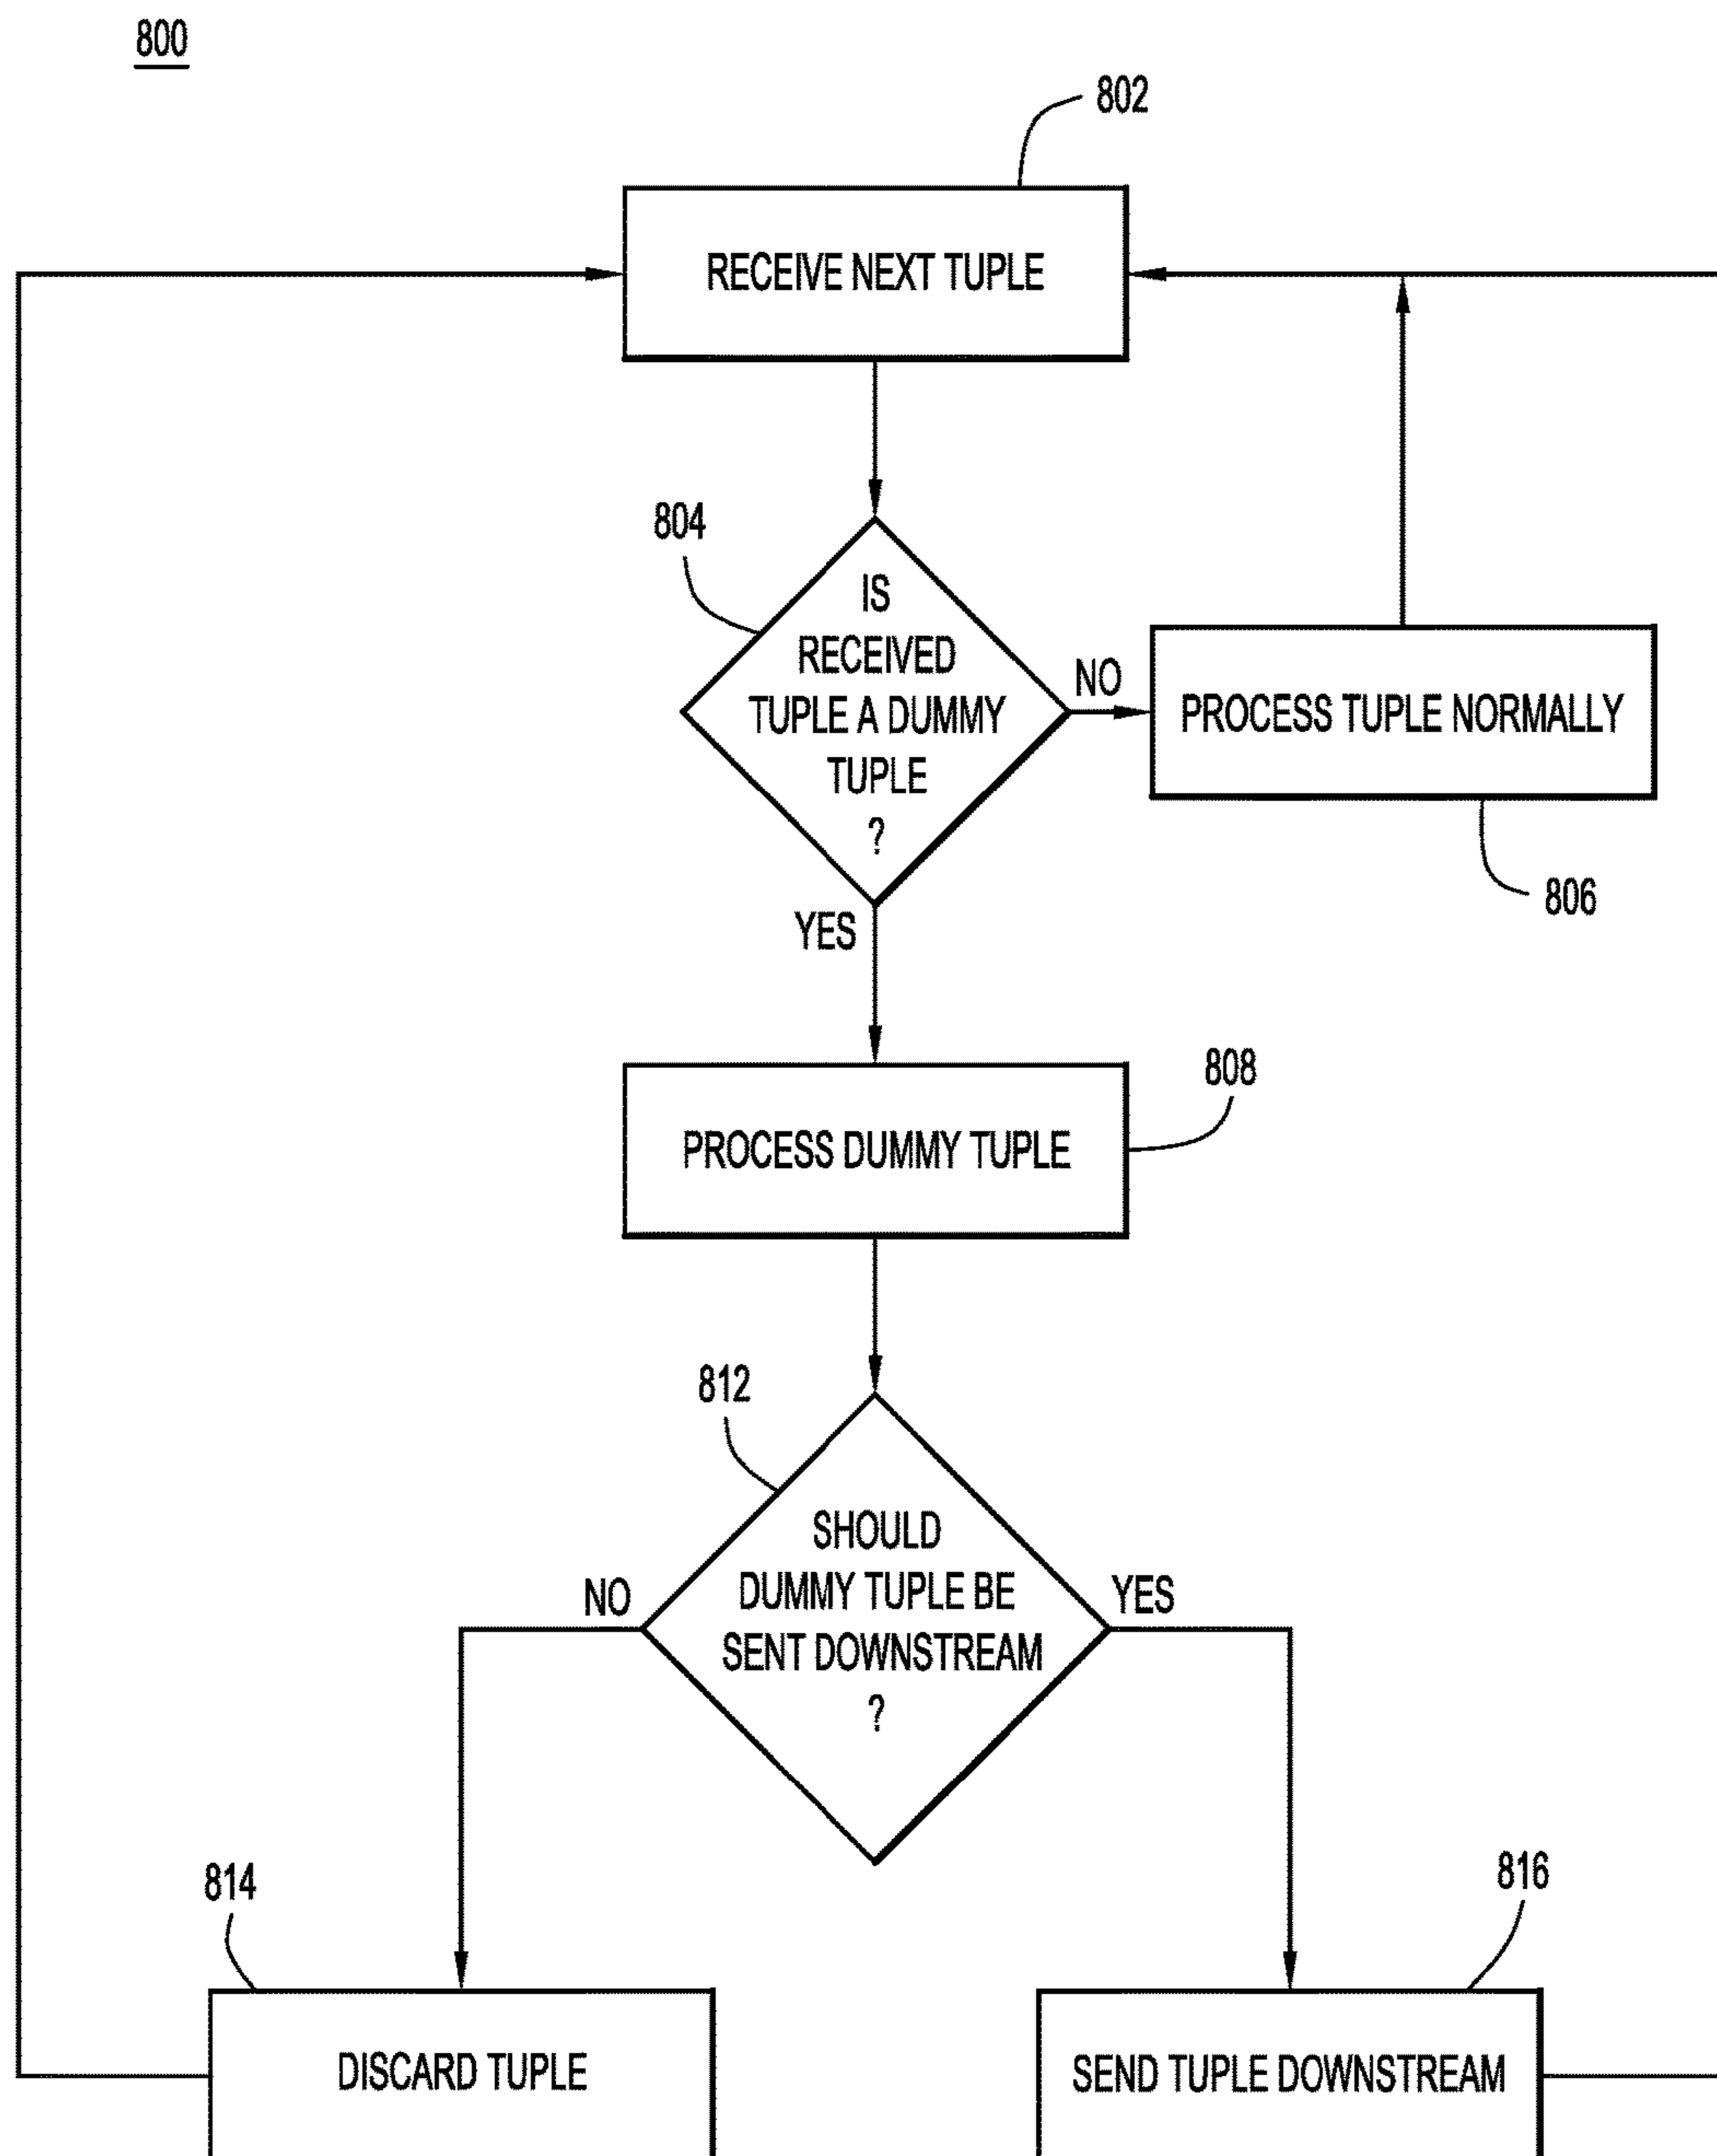 800
802
RECEIVE NEXT TUPLE
804
IS
RECEIVED
TUPLE A DUMMY
TUPLE
?
NO
PROCESS TUPLE NORMALLY
806
YES
808
PROCESS DUMMY TUPLE
812
SHOULD
DUMMY TUPLE BE
SENT DOWNSTREAM
?
NO
YES
814
816
DISCARD TUPLE
SEND TUPLE DOWNSTREAM